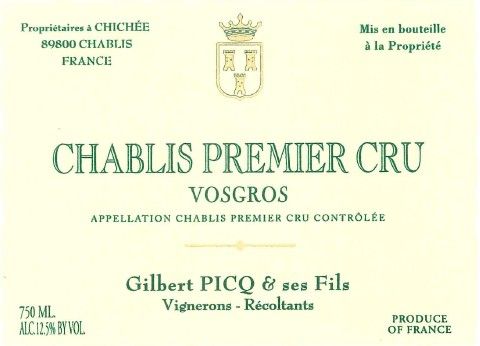 Propriétaires à CHICHÉE
89800 CHABLIS
FRANCE
Mis en bouteille
à la Propriété
CHABLIS PREMIER CRU
VOSGROS
APPELLATION CHABLIS PREMIER CRU CONTRÔLÉE
Gilbert PICQ & ses Fils
Vignerons - Récoltants
750 ML.
ALC.12.5% BY VOL.
PRODUCE
OF FRANCE